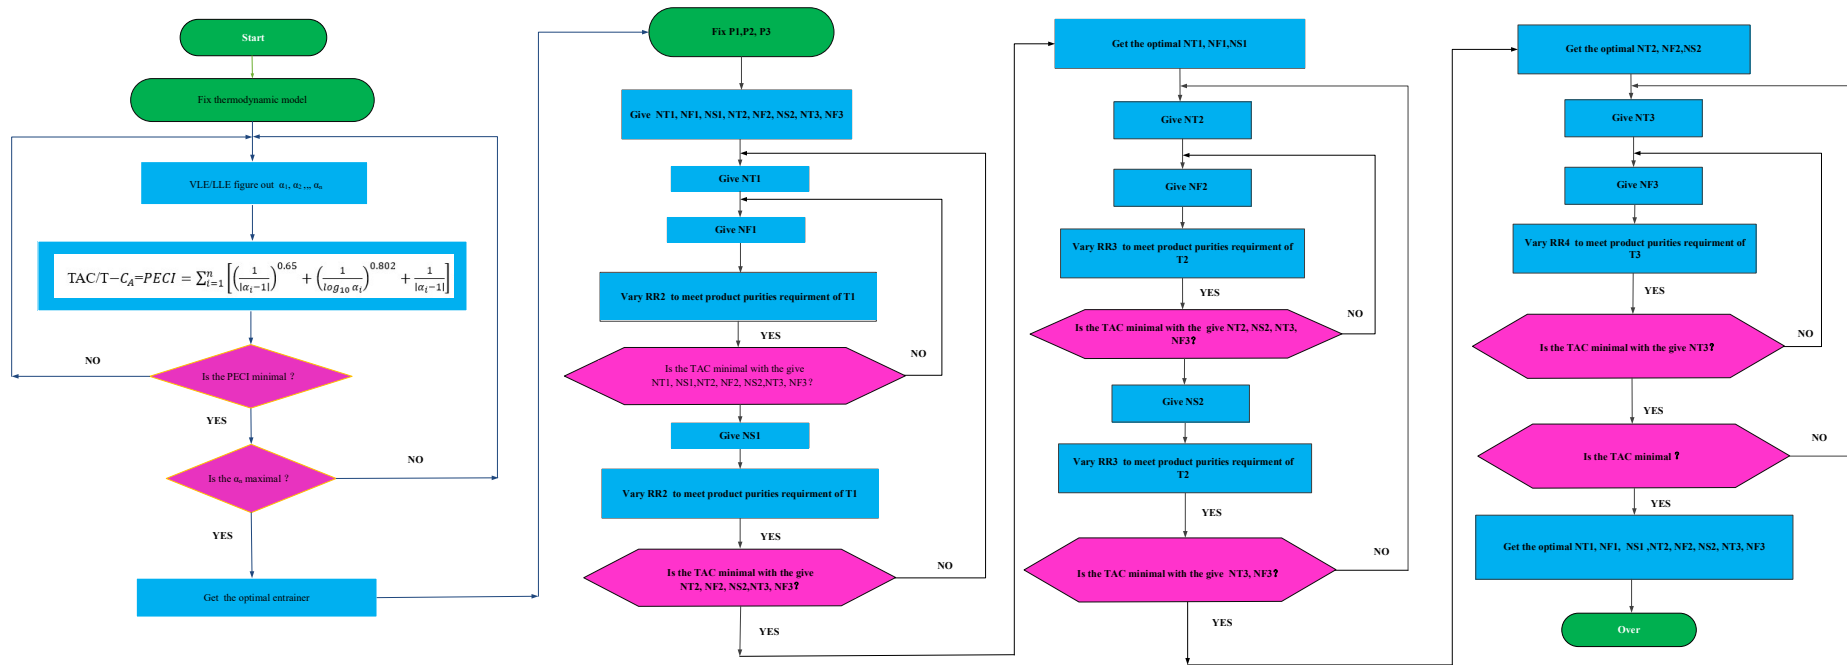 Start
Fix thermodynamic model
VLE/LLE figure out α₁, α₂ ,,, αₙ
TAC/T−C_A=PECI = ∑ⁿᵢ₌₁ [(1/|αᵢ−1|)^0.65 + (1/log₁₀ αᵢ)^0.802 + 1/|αᵢ−1|]
Is the PECI minimal ?
NO
YES
Is the αₙ maximal ?
NO
YES
Get the optimal entrainer
Fix P1,P2, P3
Give NT1, NF1, NS1, NT2, NF2, NS2, NT3, NF3
Give NT1
Give NF1
Vary RR2 to meet product purities requirment of T1
YES
Is the TAC minimal with the give
NT1, NS1,NT2, NF2, NS2,NT3, NF3 ?
NO
Give NS1
Vary RR2 to meet product purities requirment of T1
YES
Is the TAC minimal with the give
NT2, NF2, NS2,NT3, NF3?
NO
YES
Get the optimal NT1, NF1,NS1
Give NT2
Give NF2
Vary RR3 to meet product purities requirment of
T2
YES
Is the TAC minimal with the give NT2, NS2, NT3,
NF3?
NO
Give NS2
Vary RR3 to meet product purities requirment of
T2
YES
Is the TAC minimal with the give NT3, NF3?
NO
YES
Get the optimal NT2, NF2,NS2
Give NT3
Give NF3
Vary RR4 to meet product purities requirment of
T3
YES
Is the TAC minimal with the give NT3?
NO
YES
Is the TAC minimal ?
NO
YES
Get the optimal NT1, NF1, NS1 ,NT2, NF2, NS2, NT3, NF3
Over